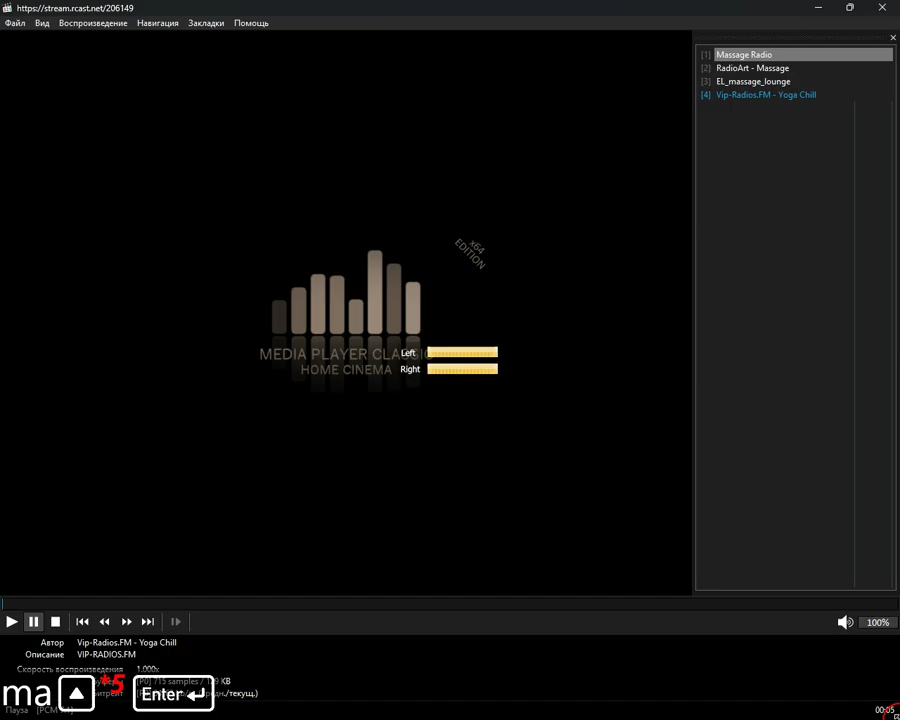 https://stream.rcast.net/206149
Файл Вид Воспроизведение Навигация Закладки Помощь
[1] Massage Radio
[2] RadioArt - Massage
[3] EL_massage_lounge
[4] Vip-Radios.FM - Yoga Chill
x64
EDITION
MEDIA PLAYER CLASSIC
HOME CINEMA
Left
Right
100%
Автор Vip-Radios.FM - Yoga Chill
Описание VIP-RADIOS.FM
Скорость воспроизведения 1.000x
[P0] 715 samples /
KB
ma
*5
Enter
Пауза
00:05